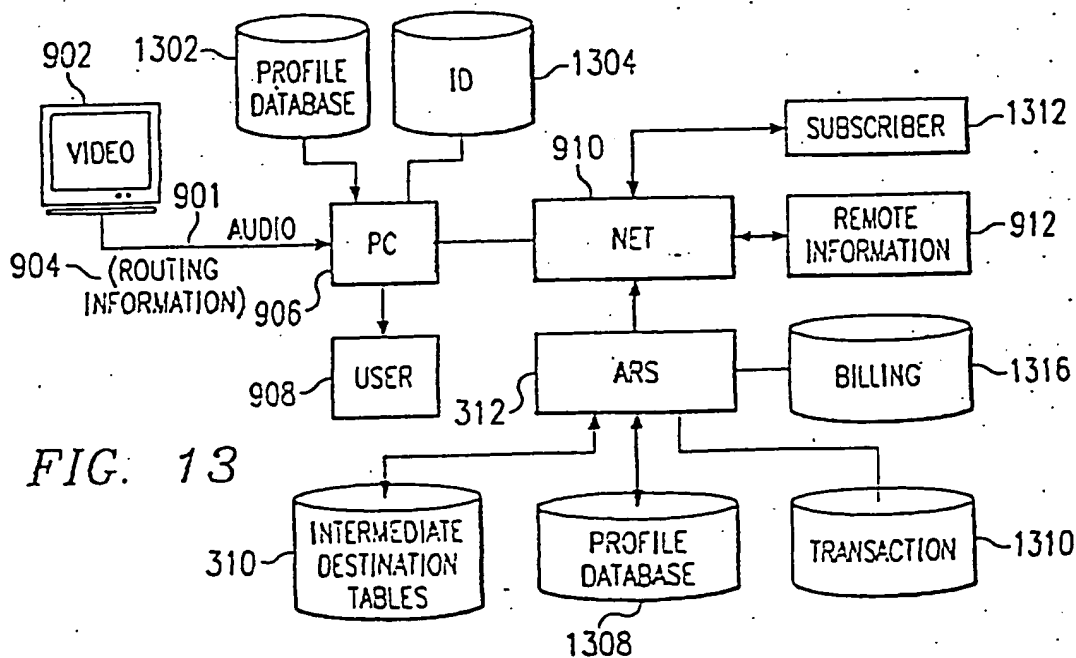 1302
902
PROFILE
DATABASE
ID
1304
VIDEO
910
SUBSCRIBER
1312
901
AUDIO
PC
NET
REMOTE
INFORMATION
912
904
(ROUTING
INFORMATION)
906
USER
908
312
ARS
BILLING
1316
FIG. 13
310
INTERMEDIATE
DESTINATION
TABLES
PROFILE
DATABASE
1308
TRANSACTION
1310